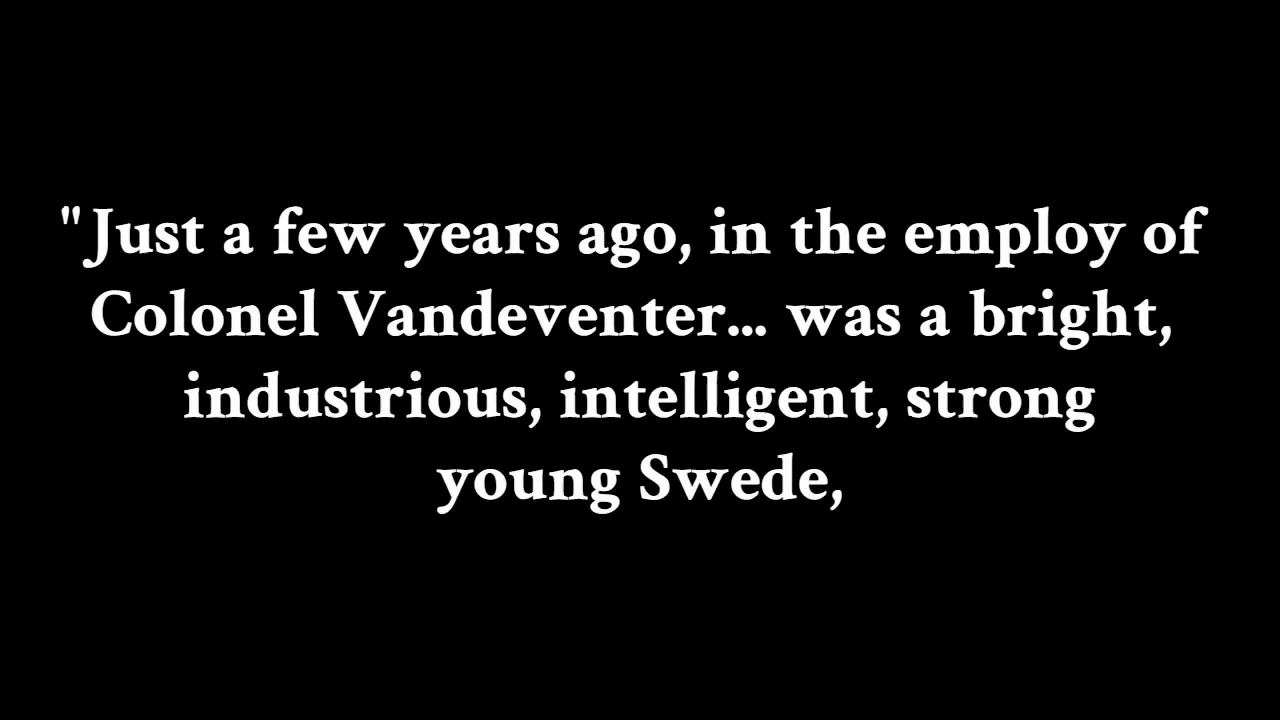 "Just a few years ago, in the employ of
Colonel Vandeventer... was a bright,
industrious, intelligent, strong
young Swede,